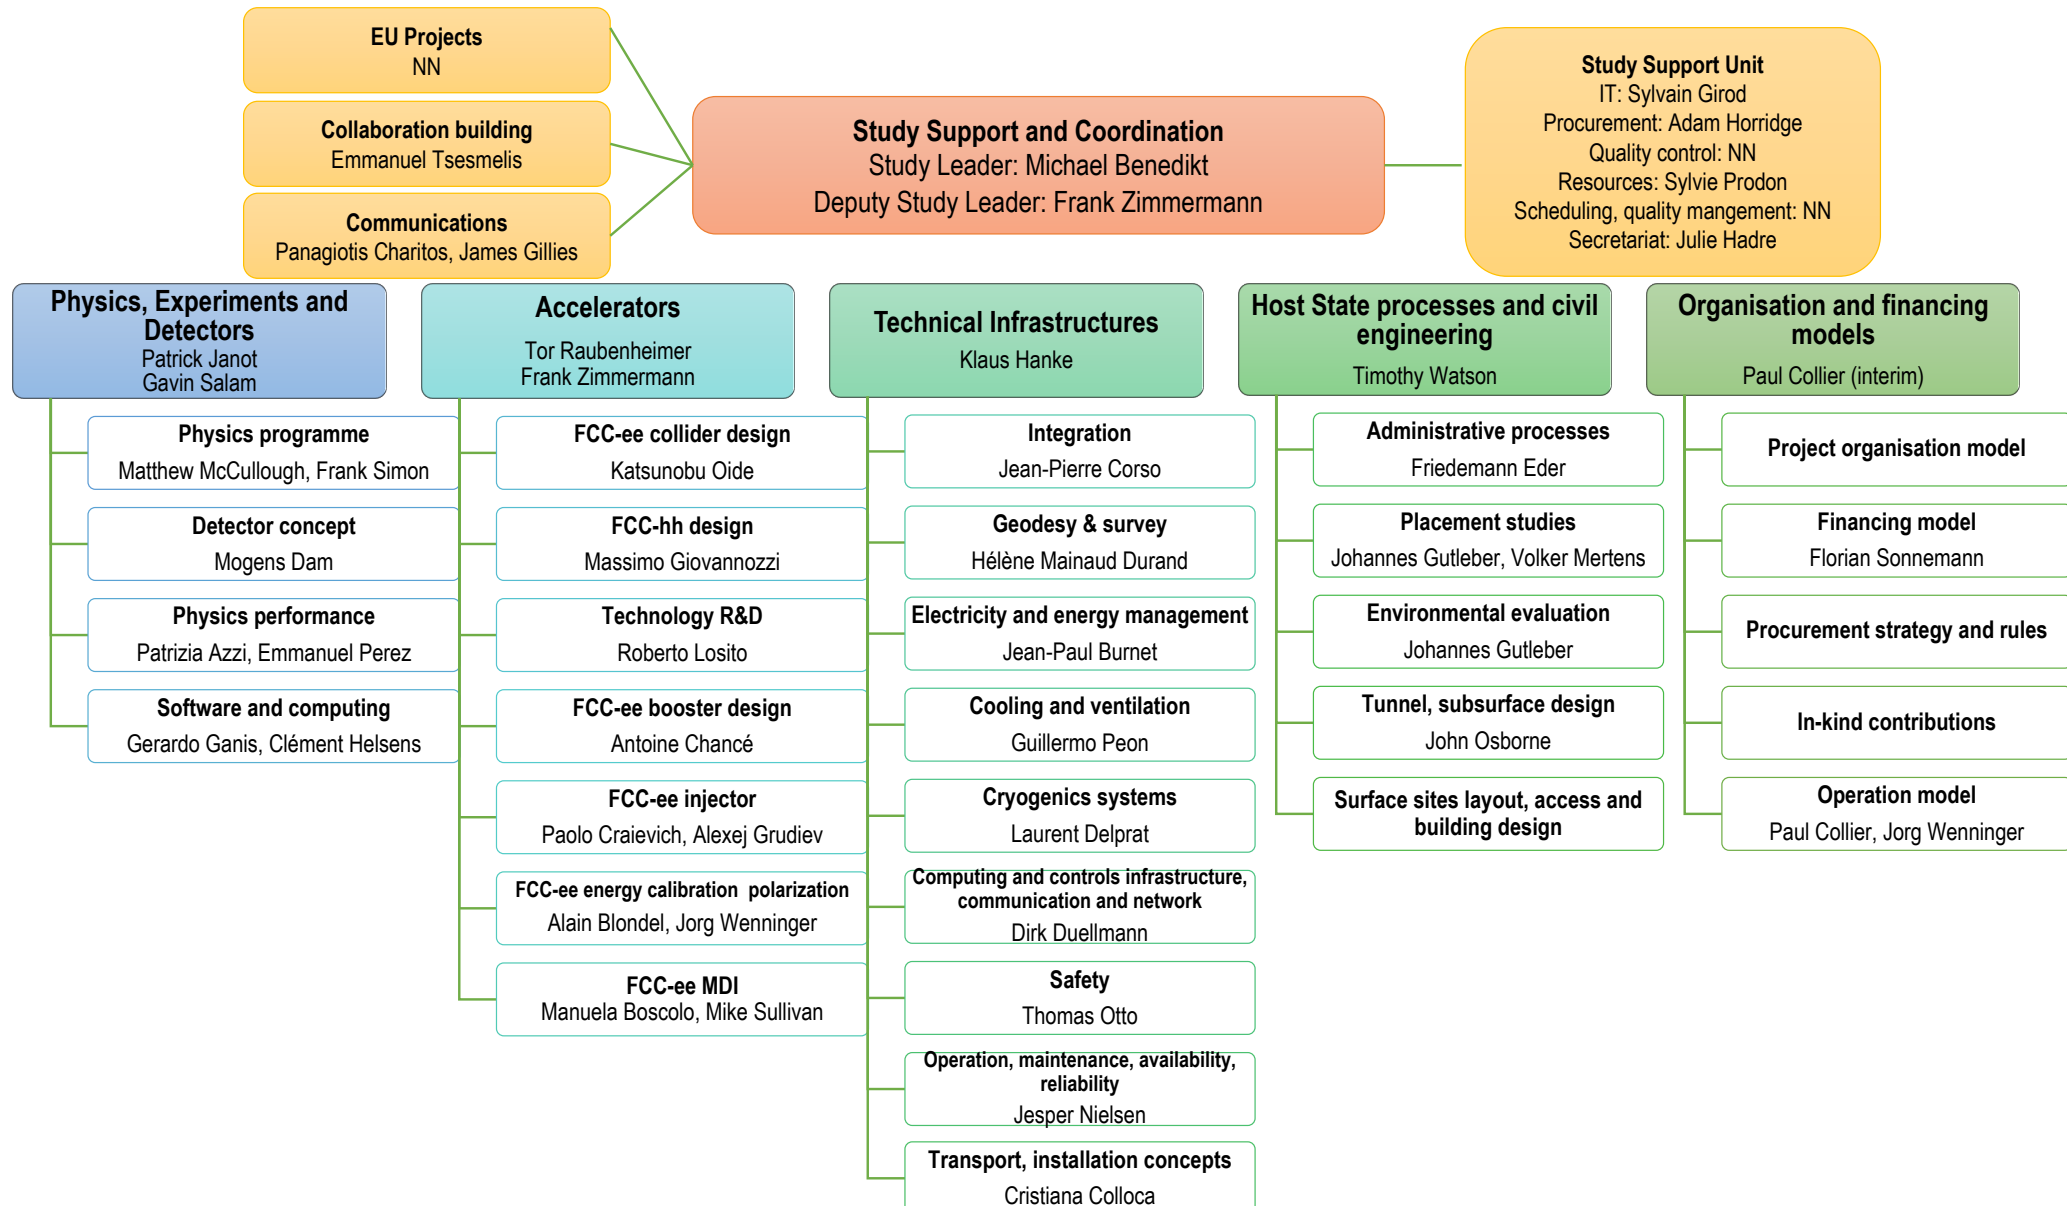 EU Projects
NN
Collaboration building
Emmanuel Tsesmelis
Communications
Panagiotis Charitos, James Gillies
Study Support and Coordination
Study Leader: Michael Benedikt
Deputy Study Leader: Frank Zimmermann
Study Support Unit
IT: Sylvain Girod
Procurement: Adam Horridge
Quality control: NN
Resources: Sylvie Prodon
Scheduling, quality mangement: NN
Secretariat: Julie Hadre
Physics, Experiments and
Detectors
Patrick Janot
Gavin Salam
Physics programme
Matthew McCullough, Frank Simon
Detector concept
Mogens Dam
Physics performance
Patrizia Azzi, Emmanuel Perez
Software and computing
Gerardo Ganis, Clément Helsens
Accelerators
Tor Raubenheimer
Frank Zimmermann
FCC-ee collider design
Katsunobu Oide
FCC-hh design
Massimo Giovannozzi
Technology R&D
Roberto Losito
FCC-ee booster design
Antoine Chancé
FCC-ee injector
Paolo Craievich, Alexej Grudiev
FCC-ee energy calibration polarization
Alain Blondel, Jorg Wenninger
FCC-ee MDI
Manuela Boscolo, Mike Sullivan
Technical Infrastructures
Klaus Hanke
Integration
Jean-Pierre Corso
Geodesy & survey
Hélène Mainaud Durand
Electricity and energy management
Jean-Paul Burnet
Cooling and ventilation
Guillermo Peon
Cryogenics systems
Laurent Delprat
Computing and controls infrastructure,
communication and network
Dirk Duellmann
Safety
Thomas Otto
Operation, maintenance, availability,
reliability
Jesper Nielsen
Transport, installation concepts
Cristiana Colloca
Host State processes and civil
engineering
Timothy Watson
Administrative processes
Friedemann Eder
Placement studies
Johannes Gutleber, Volker Mertens
Environmental evaluation
Johannes Gutleber
Tunnel, subsurface design
John Osborne
Surface sites layout, access and
building design
Organisation and financing
models
Paul Collier (interim)
Project organisation model
Financing model
Florian Sonnemann
Procurement strategy and rules
In-kind contributions
Operation model
Paul Collier, Jorg Wenninger